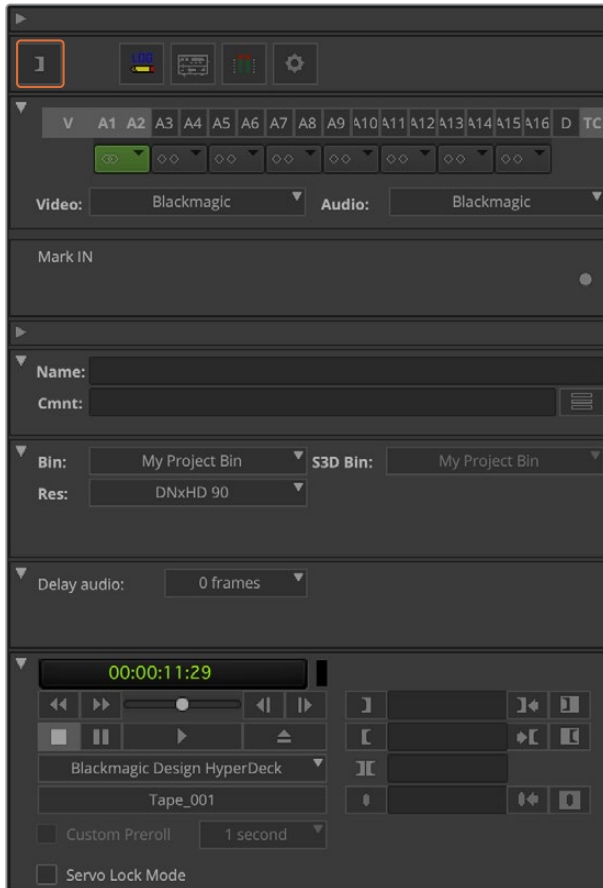 LOG
V A1 A2 A3 A4 A5 A6 A7 A8 A9 A10 A11 A12 A13 A14 A15 A16 D TC
Video: Blackmagic Audio: Blackmagic
Mark IN
Name:
Cmnt:
Bin: My Project Bin S3D Bin: My Project Bin
Res: DNxHD 90
Delay audio: 0 frames
00:00:11:29
Blackmagic Design HyperDeck
Tape_001
Custom Preroll 1 second
Servo Lock Mode